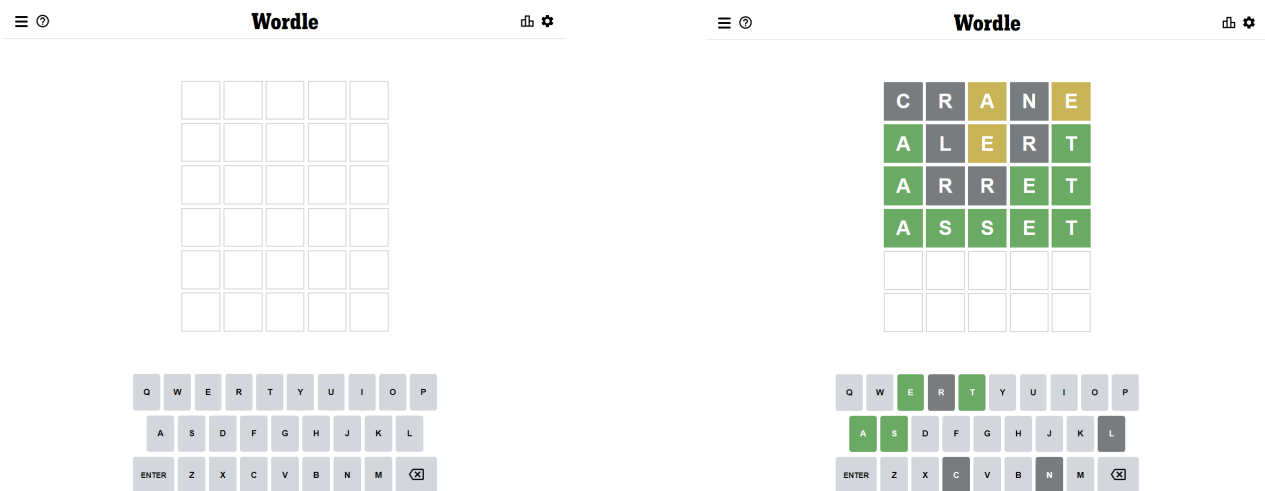 Wordle
Q W E R T Y U I O P
A S D F G H J K L
ENTER Z X C V B N M
Wordle
C R A N E
A L E R T
A R R E T
A S S E T
Q W E R T Y U I O P
A S D F G H J K L
ENTER Z X C V B N M